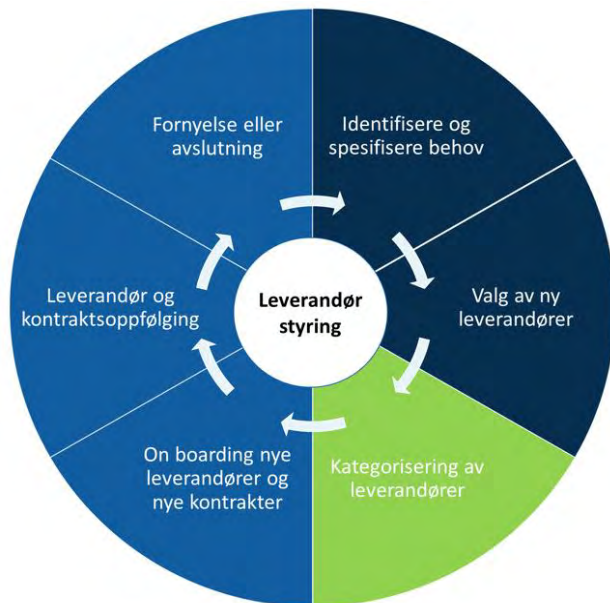 Fornyelse eller
avslutning
Identifisere og
spesifisere behov
Leverandør og
kontraktsoppfølging
Leverandør
styring
Valg av ny
leverandører
On boarding nye
leverandører og
nye kontrakter
Kategorisering av
leverandører